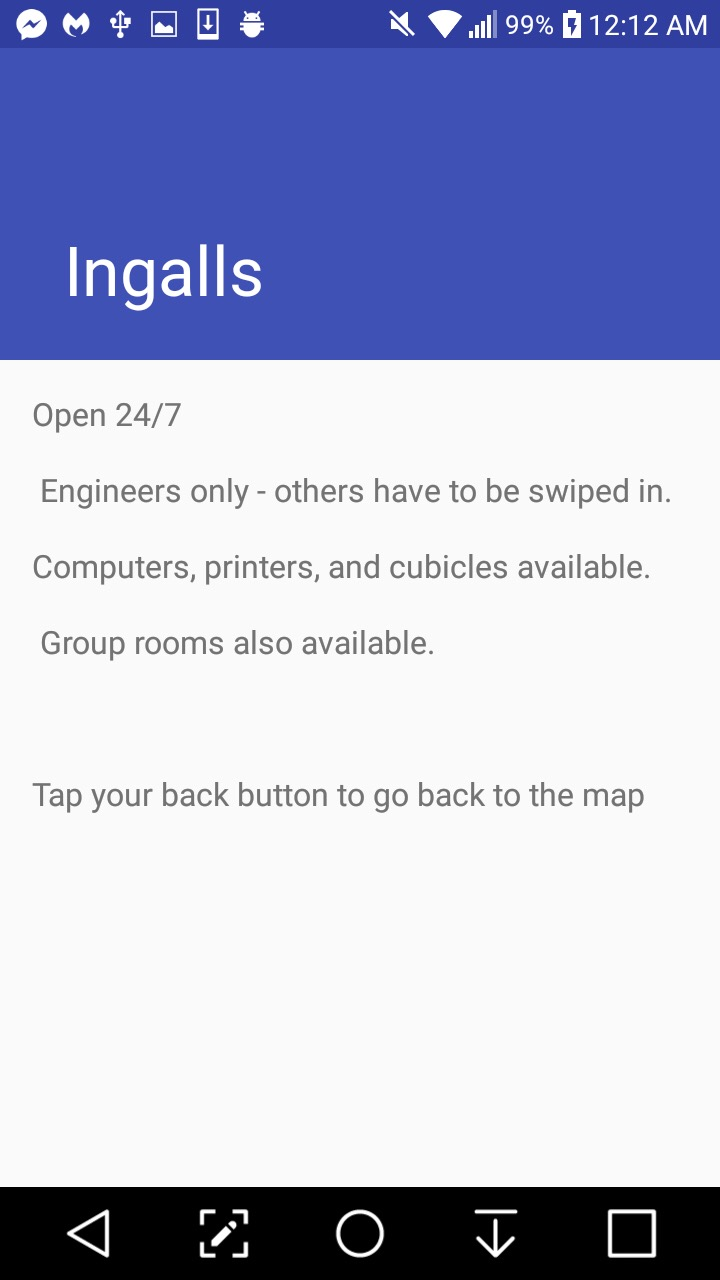 99% 12:12 AM
Ingalls
Open 24/7
Engineers only - others have to be swiped in.
Computers, printers, and cubicles available.
Group rooms also available.
Tap your back button to go back to the map